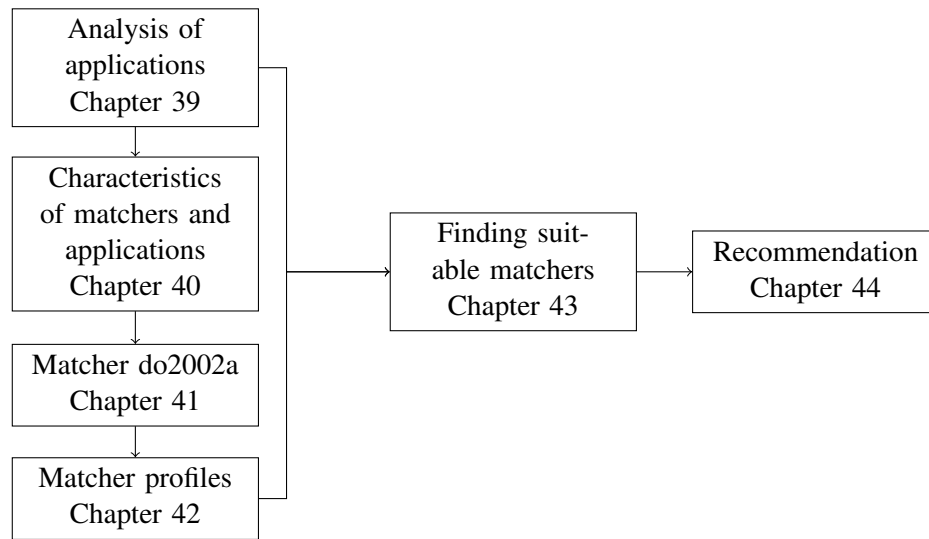 Analysis of
applications
Chapter 39
Characteristics
of matchers and
applications
Chapter 40
Matcher do2002a
Chapter 41
Matcher profiles
Chapter 42
Finding suit-
able matchers
Chapter 43
Recommendation
Chapter 44